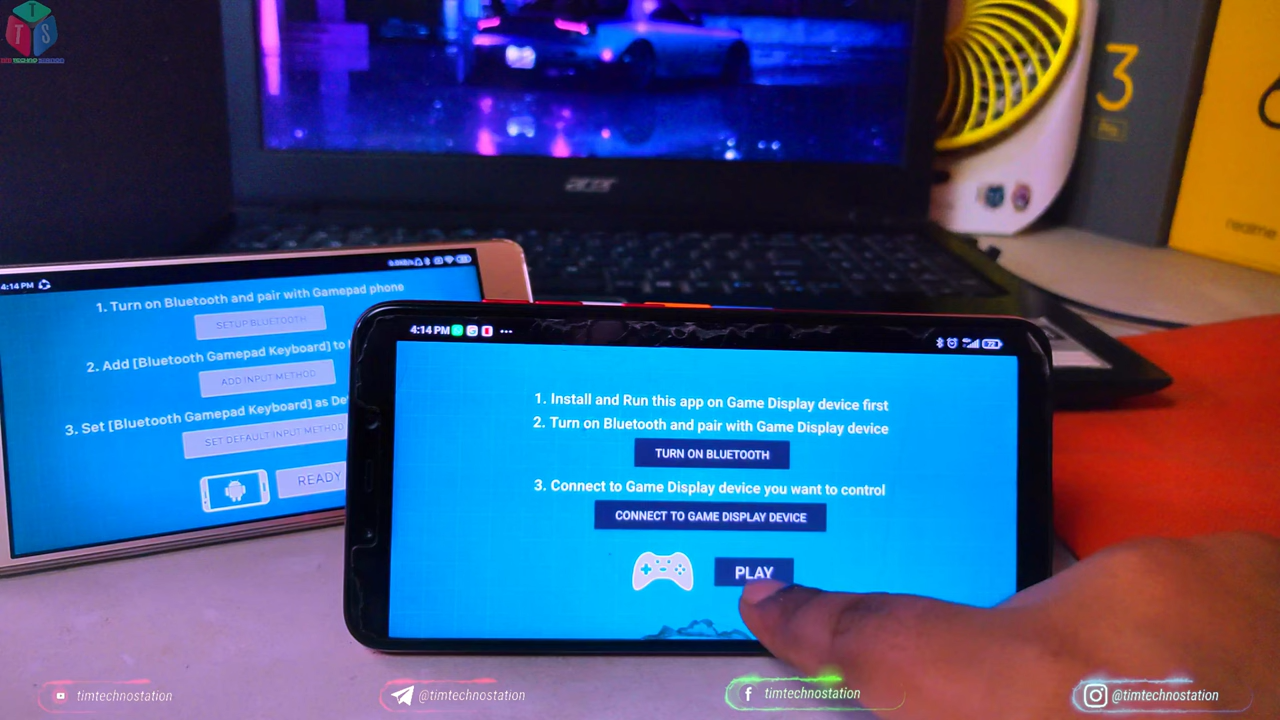 T
T S
acer
3
Pro
realme
4:14 PM
1. Turn on Bluetooth and pair with Gamepad phone
SETUP BLUETOOTH
2. Add [Bluetooth Gamepad Keyboard] to
ADD INPUT METHOD
3. Set [Bluetooth Gamepad Keyboard] as De
SET DEFAULT INPUT METHOD
READY
4:14 PM
1. Install and Run this app on Game Display device first
2. Turn on Bluetooth and pair with Game Display device
TURN ON BLUETOOTH
3. Connect to Game Display device you want to control
CONNECT TO GAME DISPLAY DEVICE
PLAY
timtechnostation
@timtechnostation
timtechnostation
@timtechnostation